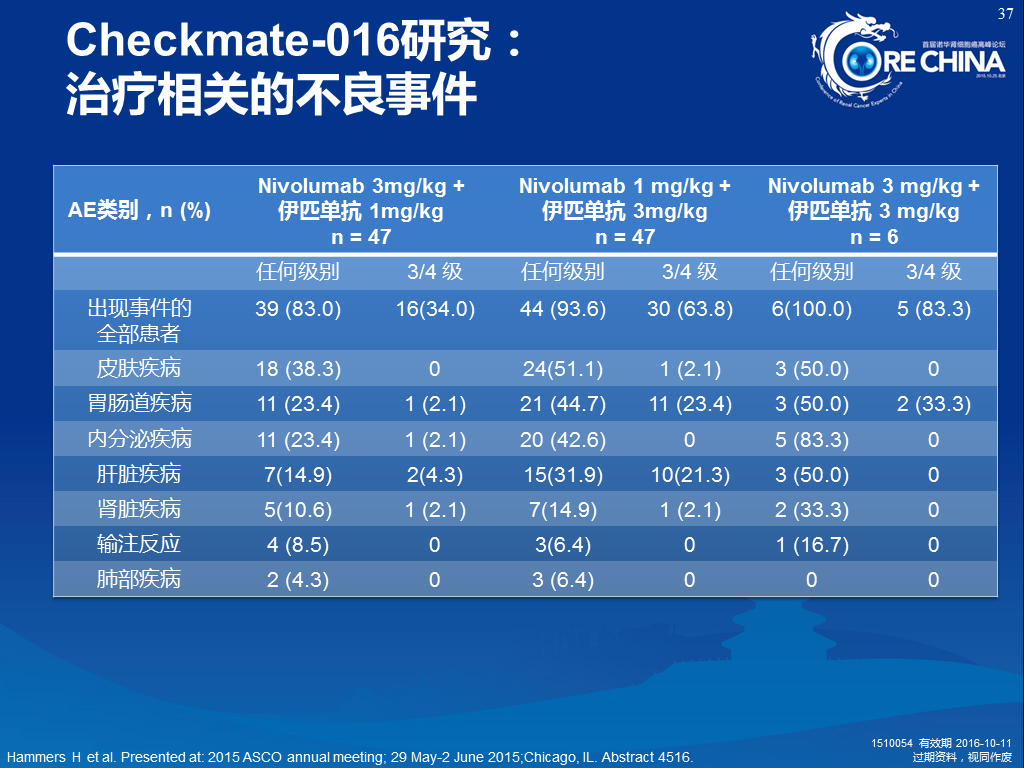 37
Checkmate-016研究：
治疗相关的不良事件
首届诺华肾细胞癌高峰论坛
CORE CHINA
2015.10.25 北京
Conference of Renal Cancer Experts in China
AE类别，n (%) Nivolumab 3mg/kg + 伊匹单抗 1mg/kg n = 47 Nivolumab 1 mg/kg + 伊匹单抗 3mg/kg n = 47 Nivolumab 3 mg/kg + 伊匹单抗 3 mg/kg n = 6
任何级别 3/4 级 任何级别 3/4 级 任何级别 3/4 级
出现事件的全部患者 39 (83.0) 16(34.0) 44 (93.6) 30 (63.8) 6(100.0) 5 (83.3)
皮肤疾病 18 (38.3) 0 24(51.1) 1 (2.1) 3 (50.0) 0
胃肠道疾病 11 (23.4) 1 (2.1) 21 (44.7) 11 (23.4) 3 (50.0) 2 (33.3)
内分泌疾病 11 (23.4) 1 (2.1) 20 (42.6) 0 5 (83.3) 0
肝脏疾病 7(14.9) 2(4.3) 15(31.9) 10(21.3) 3 (50.0) 0
肾脏疾病 5(10.6) 1 (2.1) 7(14.9) 1 (2.1) 2 (33.3) 0
输注反应 4 (8.5) 0 3(6.4) 0 1 (16.7) 0
肺部疾病 2 (4.3) 0 3 (6.4) 0 0 0
Hammers H et al. Presented at: 2015 ASCO annual meeting; 29 May-2 June 2015;Chicago, IL. Abstract 4516.
1510054 有效期 2016-10-11
过期资料，视同作废